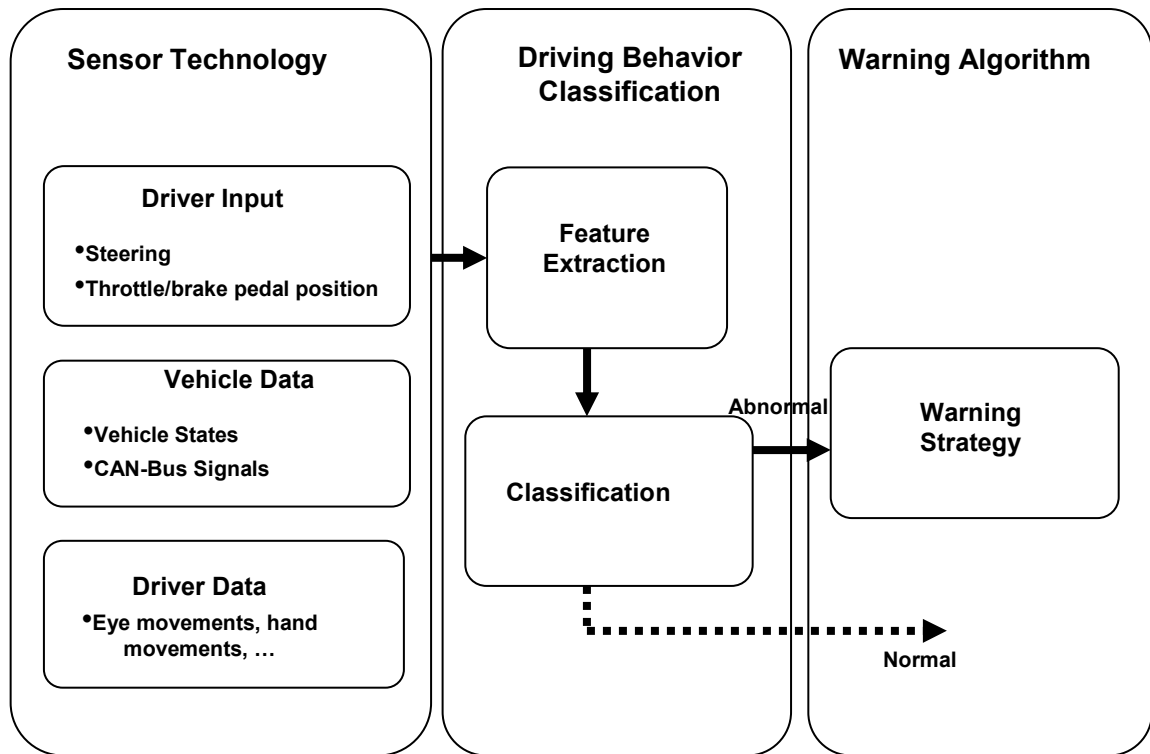 Sensor Technology
Driver Input
•Steering
•Throttle/brake pedal position
Vehicle Data
•Vehicle States
•CAN-Bus Signals
Driver Data
•Eye movements, hand
movements, …
Driving Behavior
Classification
Feature
Extraction
Classification
Abnormal
Normal
Warning Algorithm
Warning
Strategy